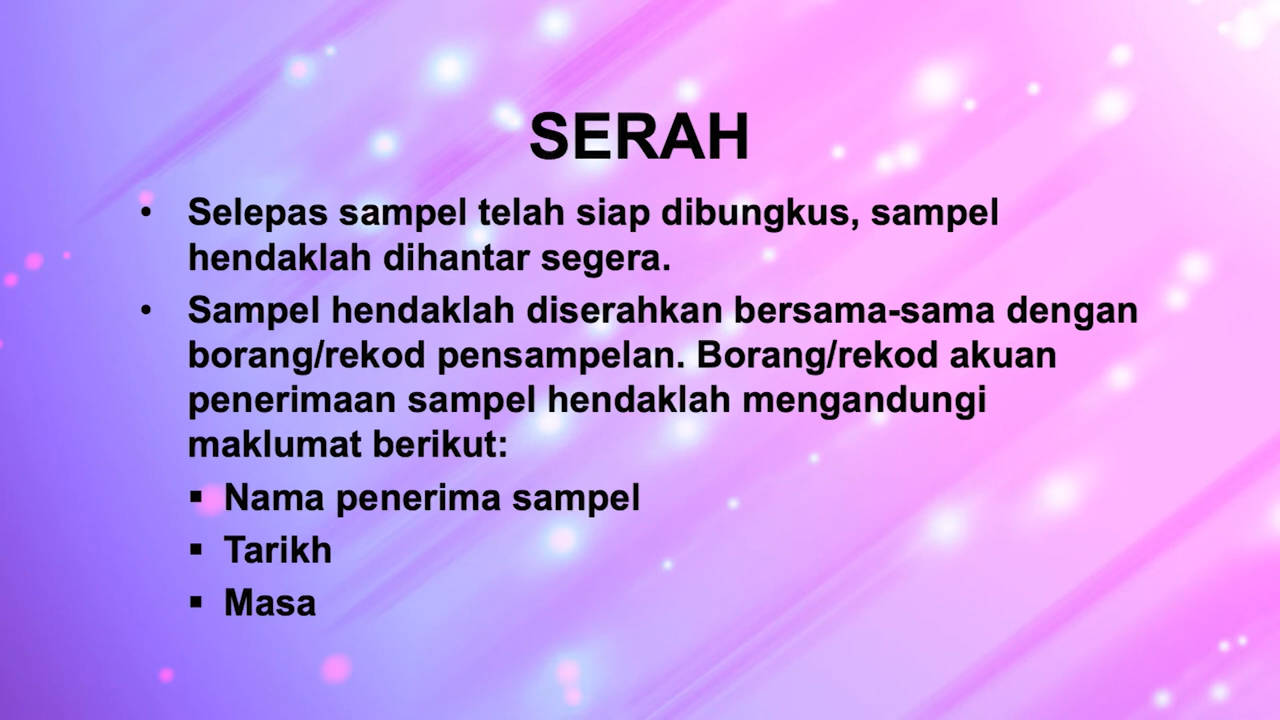 SERAH
• Selepas sampel telah siap dibungkus, sampel
hendaklah dihantar segera.
• Sampel hendaklah diserahkan bersama-sama dengan
borang/rekod pensampelan. Borang/rekod akuan
penerimaan sampel hendaklah mengandungi
maklumat berikut:
▪ Nama penerima sampel
▪ Tarikh
▪ Masa